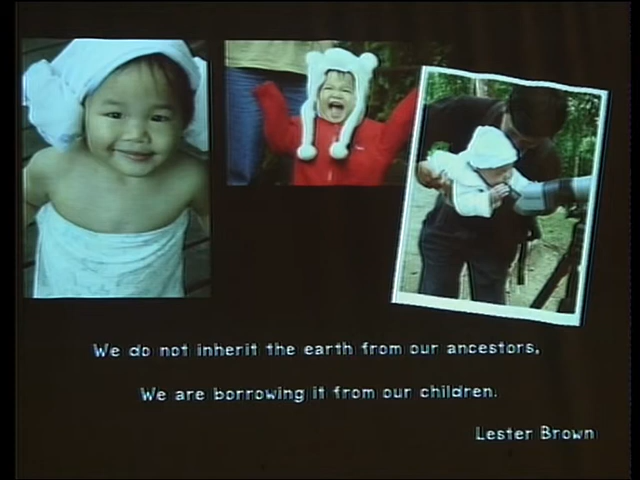 We do not inherit the earth from our ancestors,
We are borrowing it from our children.
Lester Brown